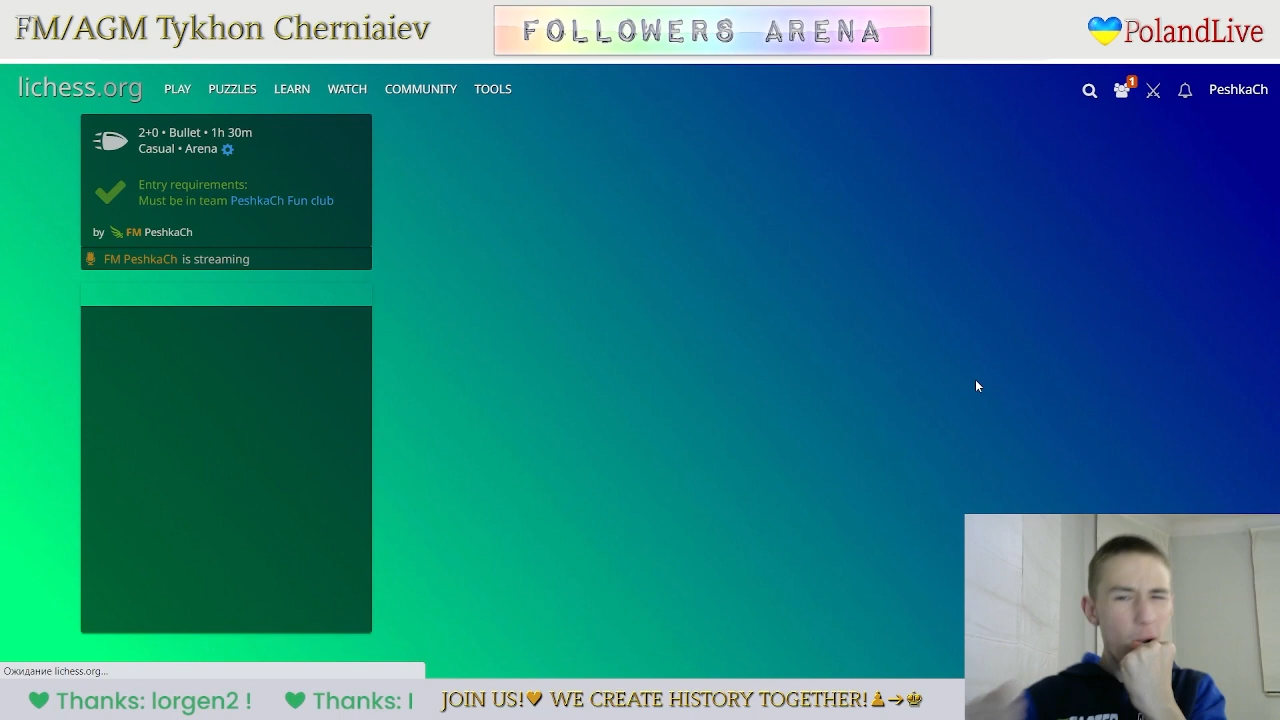 FM/AGM Tykhon Cherniaiev
FOLLOWERS ARENA
PolandLive
lichess.org PLAY PUZZLES LEARN WATCH COMMUNITY TOOLS 1 PeshkaCh
2+0 • Bullet • 1h 30m
Casual • Arena
Entry requirements:
Must be in team PeshkaCh Fun club
by FM PeshkaCh
FM PeshkaCh is streaming
Ожидание lichess.org...
Thanks: lorgen2 ! Thanks: l
JOIN US! WE CREATE HISTORY TOGETHER!